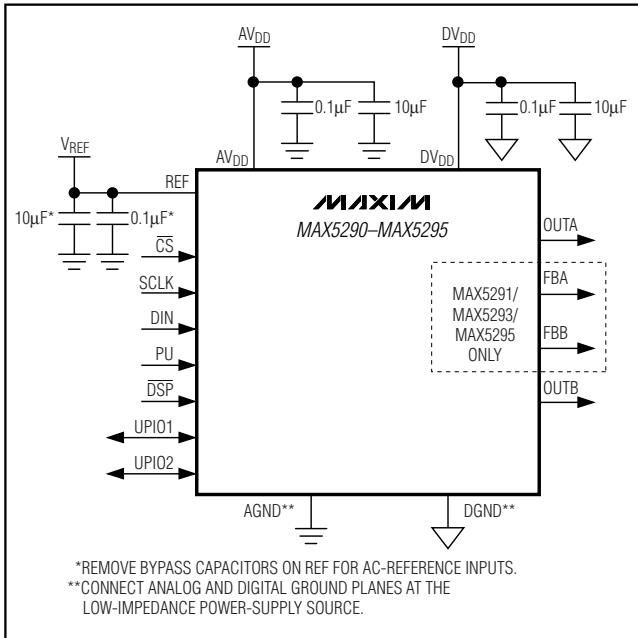 AVDD
DVDD
0.1µF
10µF
0.1µF
10µF
VREF
AVDD
DVDD
REF
10µF*
0.1µF*
MAXIM
MAX5290–MAX5295
CS
SCLK
DIN
PU
DSP
UPIO1
UPIO2
OUTA
FBA
MAX5291/
MAX5293/
MAX5295
ONLY
FBB
OUTB
AGND**
DGND**
*REMOVE BYPASS CAPACITORS ON REF FOR AC-REFERENCE INPUTS.
**CONNECT ANALOG AND DIGITAL GROUND PLANES AT THE
LOW-IMPEDANCE POWER-SUPPLY SOURCE.